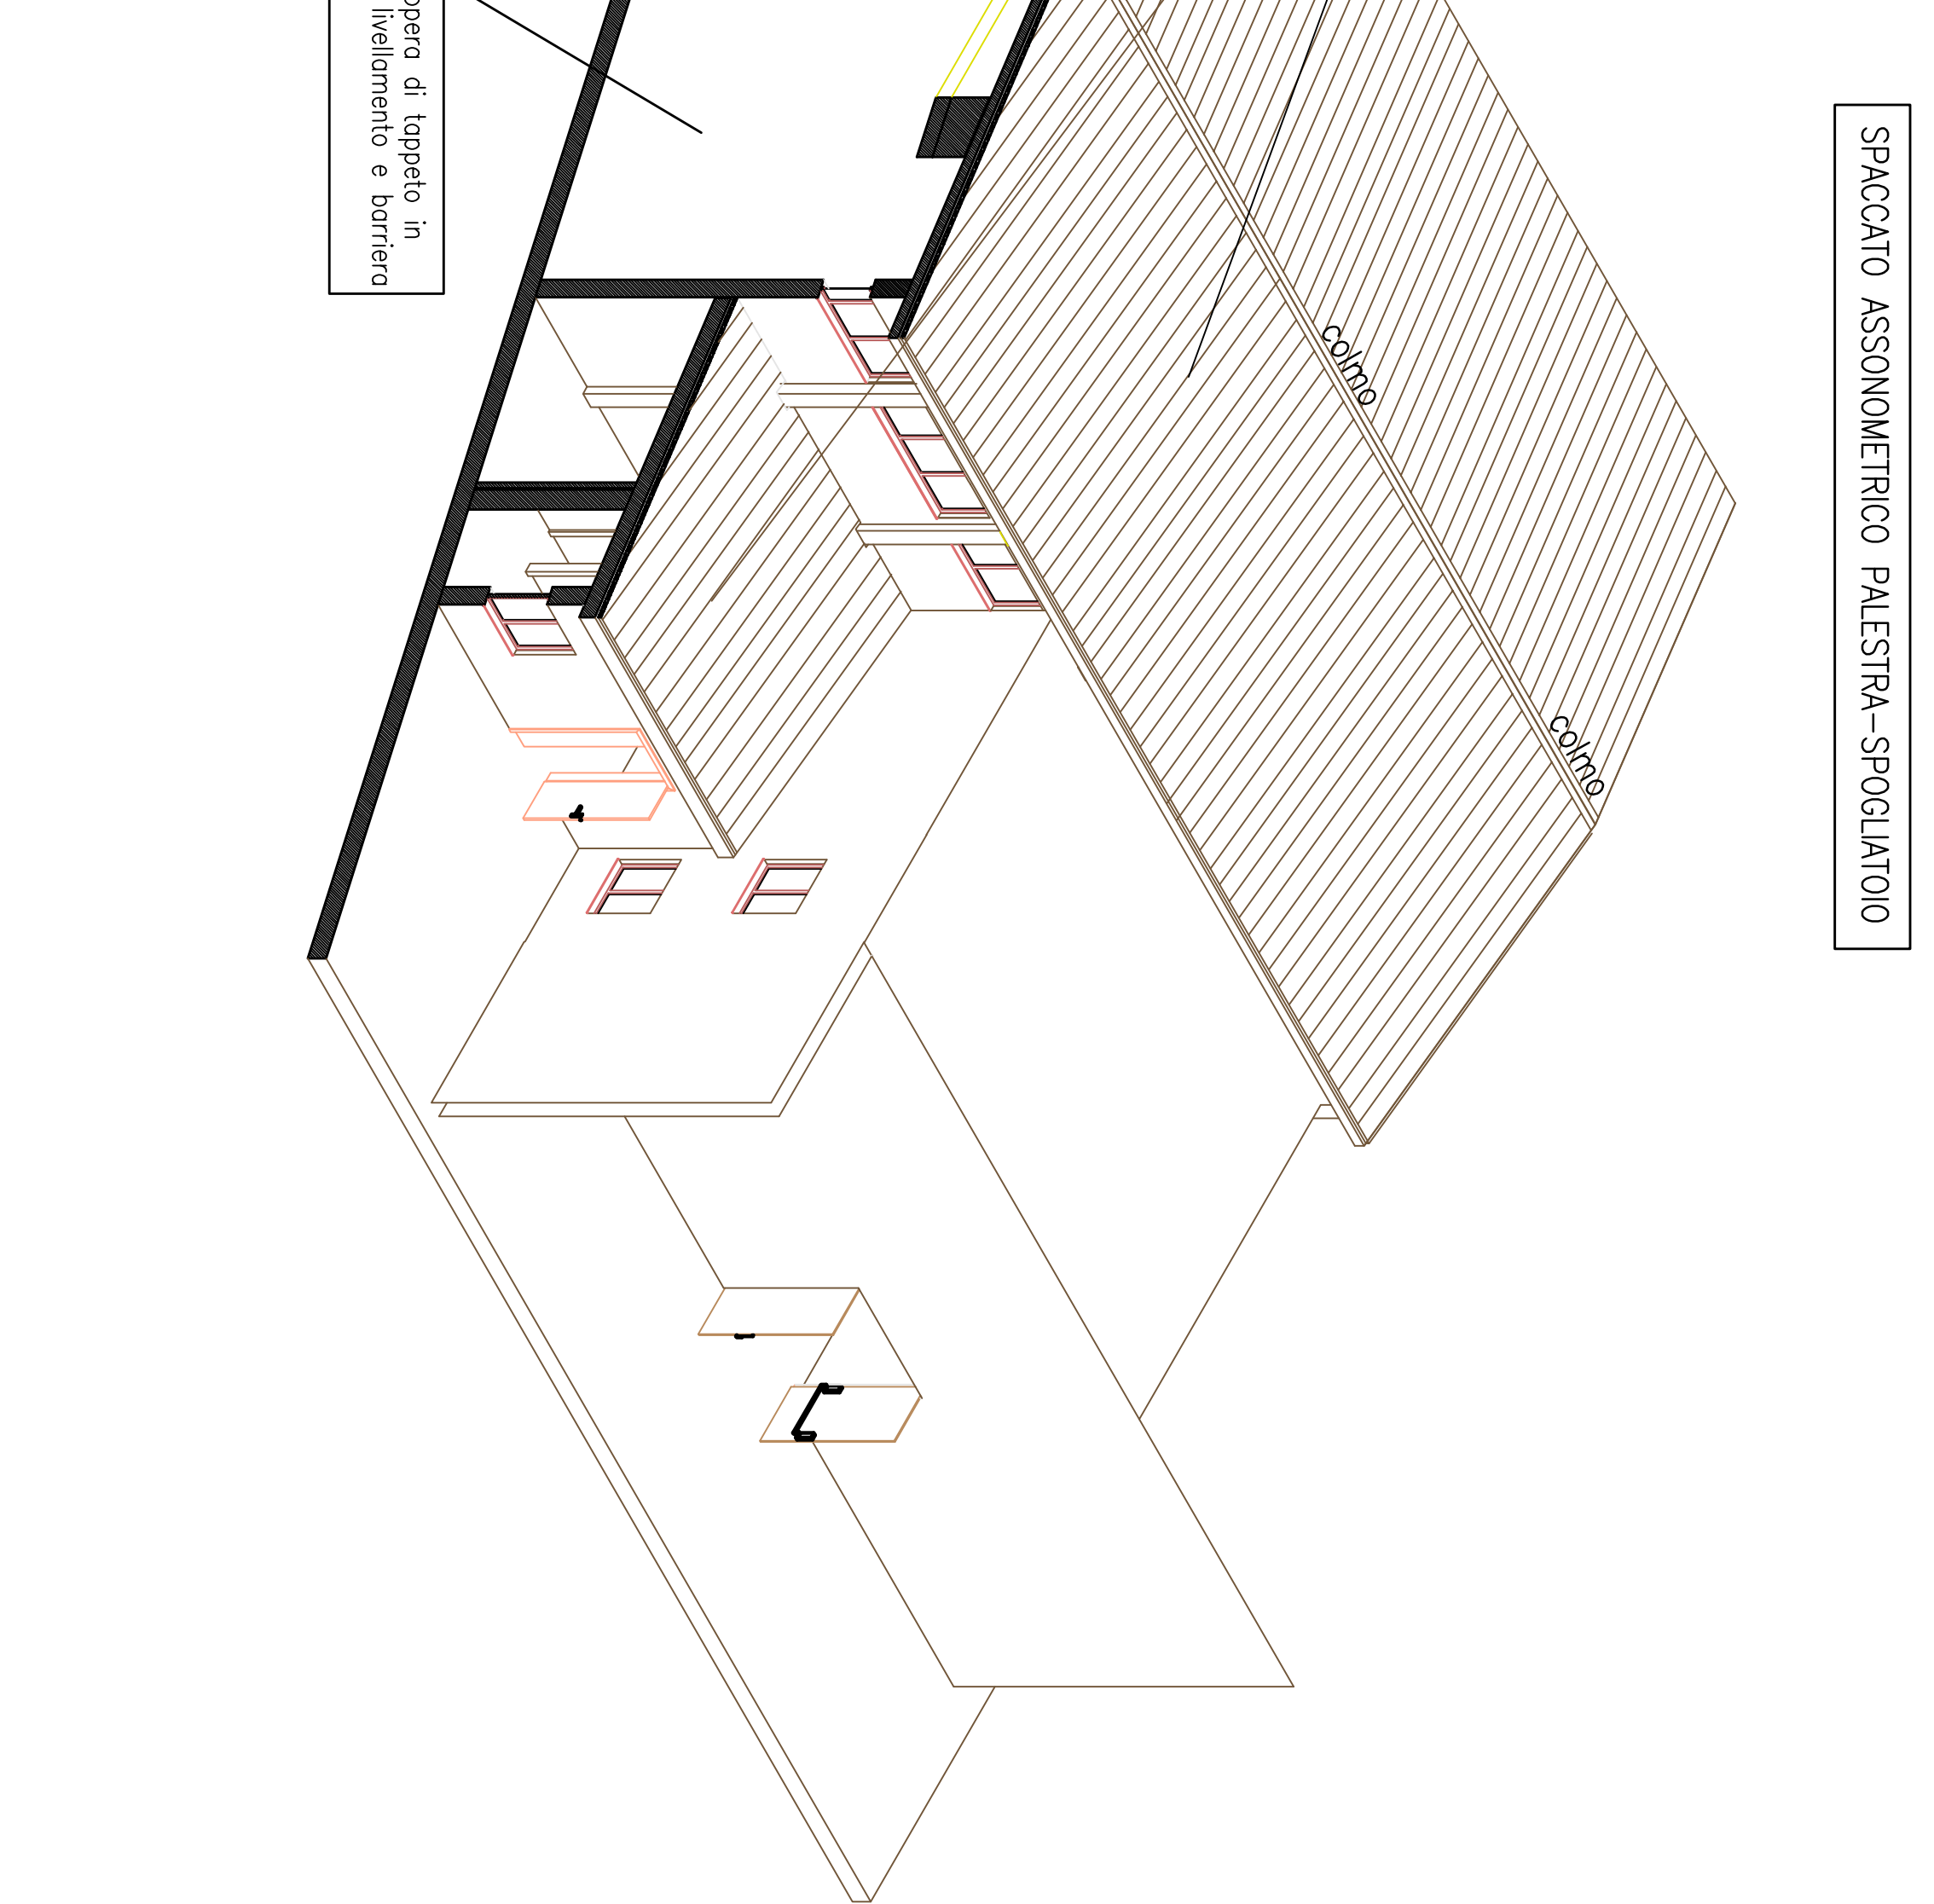 SPACCATO ASSONOMETRICO PALESTRA-SPOGLIATOIO
colmo
colmo
opera di tappeto in
livellamento e barriera